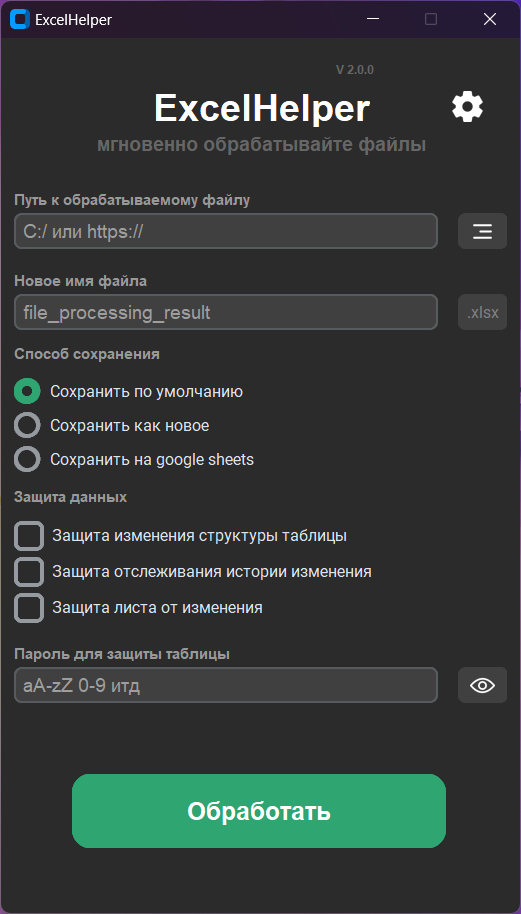 ExcelHelper
V 2.0.0
ExcelHelper
мгновенно обрабатывайте файлы
Путь к обрабатываемому файлу
C:/ или https://
Новое имя файла
file_processing_result
.xlsx
Способ сохранения
Сохранить по умолчанию
Сохранить как новое
Сохранить на google sheets
Защита данных
Защита изменения структуры таблицы
Защита отслеживания истории изменения
Защита листа от изменения
Пароль для защиты таблицы
aA-zZ 0-9 итд
Обработать